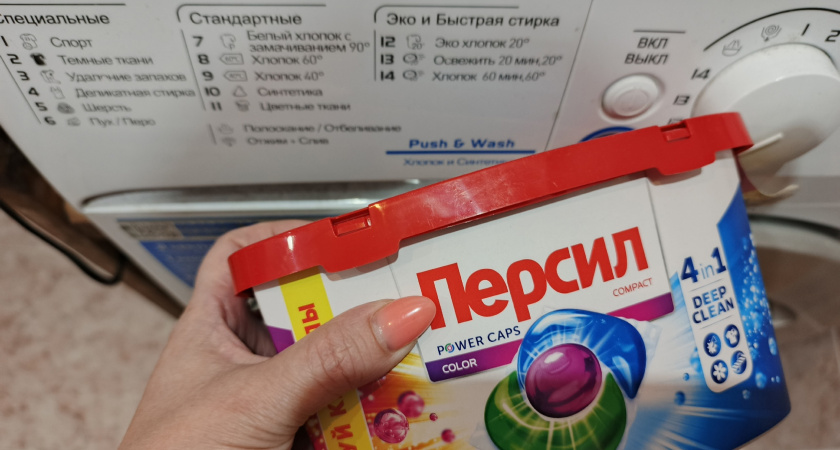 Специальные
1 Спорт
2 Темные ткани
3 Удаление запахов
4 Деликатная стирка
5 Шерсть
6 Пух / Перо
Стандартные
7 Белый хлопок с
замачиванием 90°
8 Хлопок 60°
9 Хлопок 40°
10 Синтетика
11 Цветные ткани
Полоскание / Отбеливание
Отжим + Слив
Эко и Быстрая стирка
12 Эко хлопок 20°
13 Освежить 20 мин,20°
14 Хлопок 60 мин,60°
Push & Wash
Хлопок и Синтетика
ВКЛ
ВЫКЛ
1
2
14
13
Персил
COMPACT
POWER CAPS
COLOR
4in1
DEEP
CLEAN